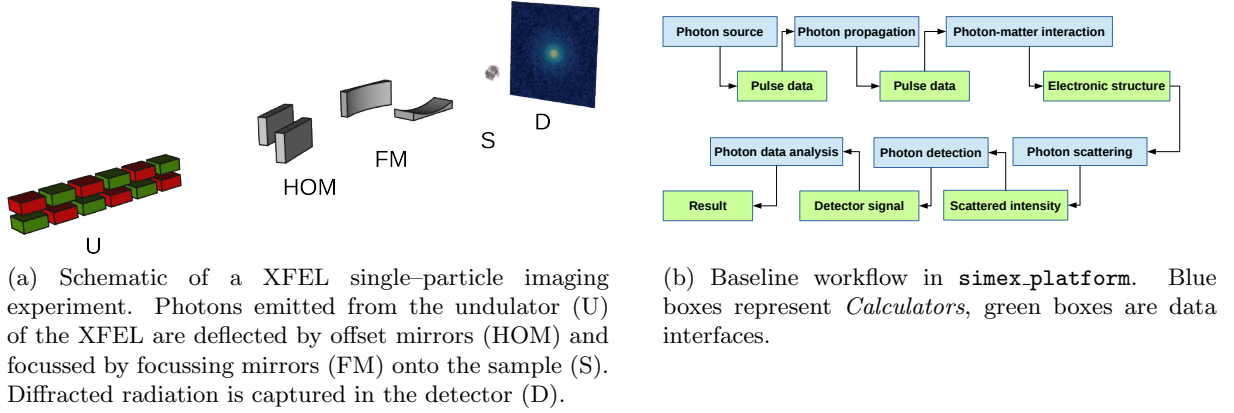 U
HOM
FM
S
D
(a) Schematic of a XFEL single–particle imaging
experiment. Photons emitted from the undulator (U)
of the XFEL are deflected by offset mirrors (HOM) and
focussed by focussing mirrors (FM) onto the sample (S).
Diffracted radiation is captured in the detector (D).
Photon source
Photon propagation
Photon-matter interaction
Pulse data
Pulse data
Electronic structure
Photon data analysis
Photon detection
Photon scattering
Result
Detector signal
Scattered intensity
(b) Baseline workflow in simex_platform. Blue
boxes represent Calculators, green boxes are data
interfaces.